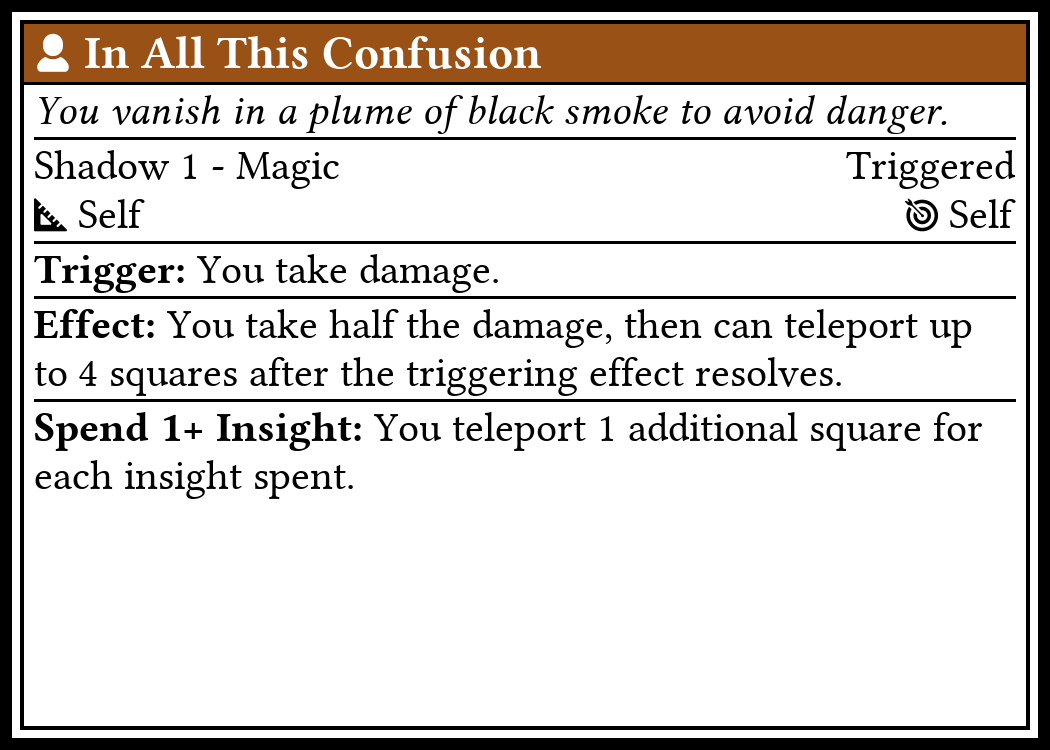 In All This Confusion
You vanish in a plume of black smoke to avoid danger.
Shadow 1 - Magic Triggered
Self Self
Trigger: You take damage.
Effect: You take half the damage, then can teleport up
to 4 squares after the triggering effect resolves.
Spend 1+ Insight: You teleport 1 additional square for
each insight spent.